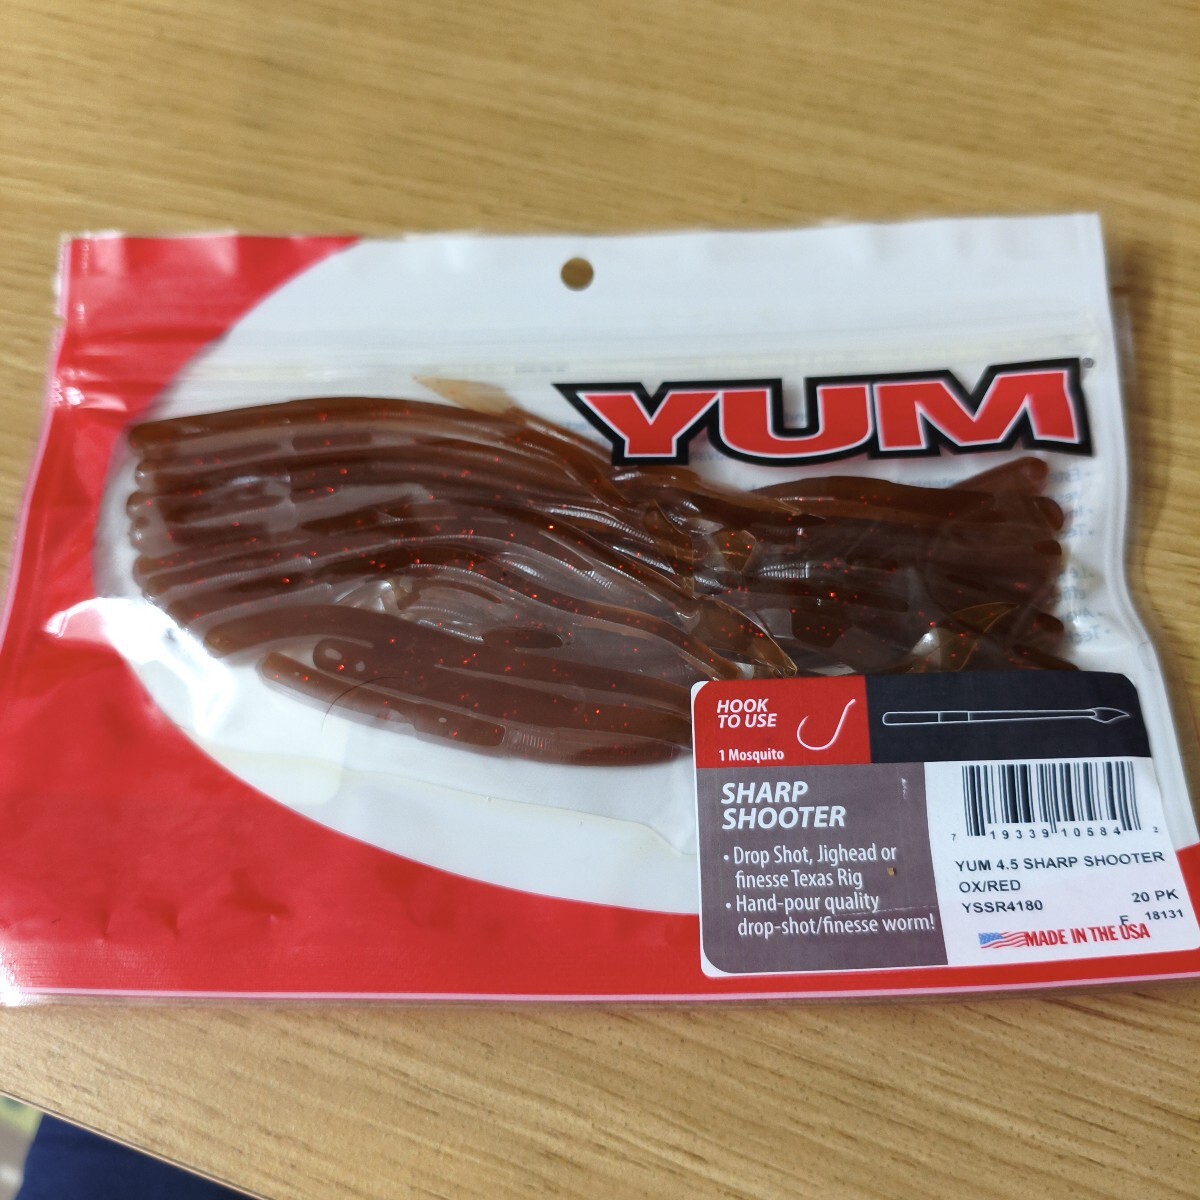 YUM®
HOOK
TO USE
1 Mosquito
SHARP
SHOOTER
• Drop Shot, Jighead or
finesse Texas Rig
• Hand-pour quality
drop-shot/finesse worm!
7 19339 10584 2
YUM 4.5 SHARP SHOOTER
OX/RED
YSSR4180
20 PK
F 18131
MADE IN THE USA